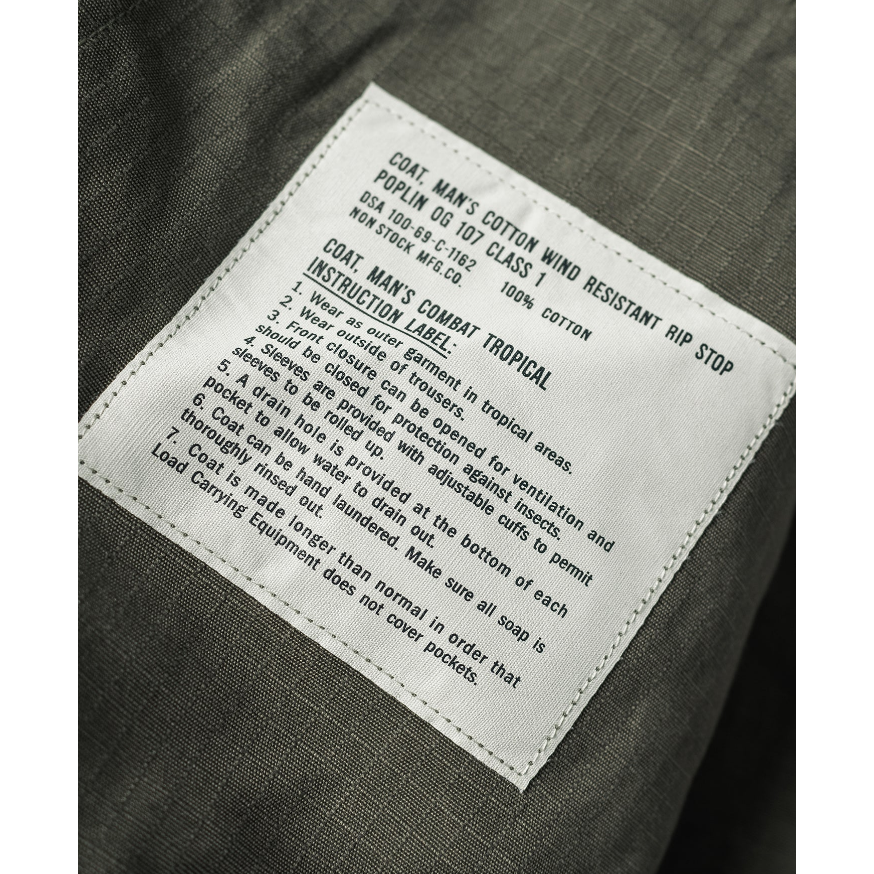 COAT, MAN'S COTTON WIND RESISTANT RIP STOP
POPLIN OG 107 CLASS 1
DSA 100-69-C-1162 100% COTTON
NON STOCK MFG.CO.
COAT, MAN'S COMBAT TROPICAL
INSTRUCTION LABEL:
1. Wear as outer garment in tropical areas.
2. Wear outside of trousers.
3. Front closure can be opened for ventilation and
should be closed for protection against insects.
4. Sleeves are provided with adjustable cuffs to permit
sleeves to be rolled up.
5. A drain hole is provided at the bottom of each
pocket to allow water to drain out.
6. Coat can be hand laundered. Make sure all soap is
thoroughly rinsed out.
7. Coat is made longer than normal in order that
Load Carrying Equipment does not cover pockets.